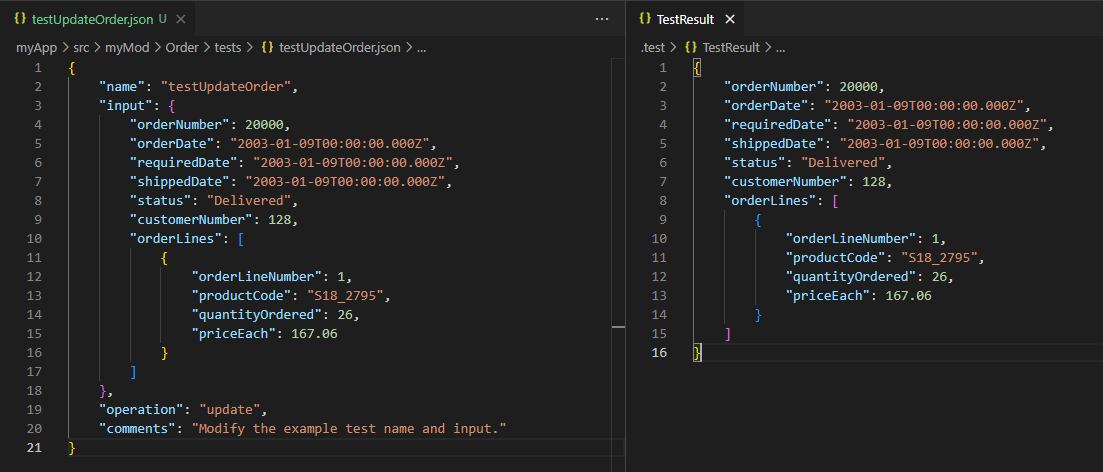 testUpdateOrder.json U
myApp > src > myMod > Order > tests > {} testUpdateOrder.json > ...
1 {
2 "name": "testUpdateOrder",
3 "input": {
4 "orderNumber": 20000,
5 "orderDate": "2003-01-09T00:00:00.000Z",
6 "requiredDate": "2003-01-09T00:00:00.000Z",
7 "shippedDate": "2003-01-09T00:00:00.000Z",
8 "status": "Delivered",
9 "customerNumber": 128,
10 "orderLines": [
11 {
12 "orderLineNumber": 1,
13 "productCode": "S18_2795",
14 "quantityOrdered": 26,
15 "priceEach": 167.06
16 }
17 ]
18 },
19 "operation": "update",
20 "comments": "Modify the example test name and input."
21 }
{} TestResult
.test > {} TestResult > ...
1 {
2 "orderNumber": 20000,
3 "orderDate": "2003-01-09T00:00:00.000Z",
4 "requiredDate": "2003-01-09T00:00:00.000Z",
5 "shippedDate": "2003-01-09T00:00:00.000Z",
6 "status": "Delivered",
7 "customerNumber": 128,
8 "orderLines": [
9 {
10 "orderLineNumber": 1,
11 "productCode": "S18_2795",
12 "quantityOrdered": 26,
13 "priceEach": 167.06
14 }
15 ]
16 }